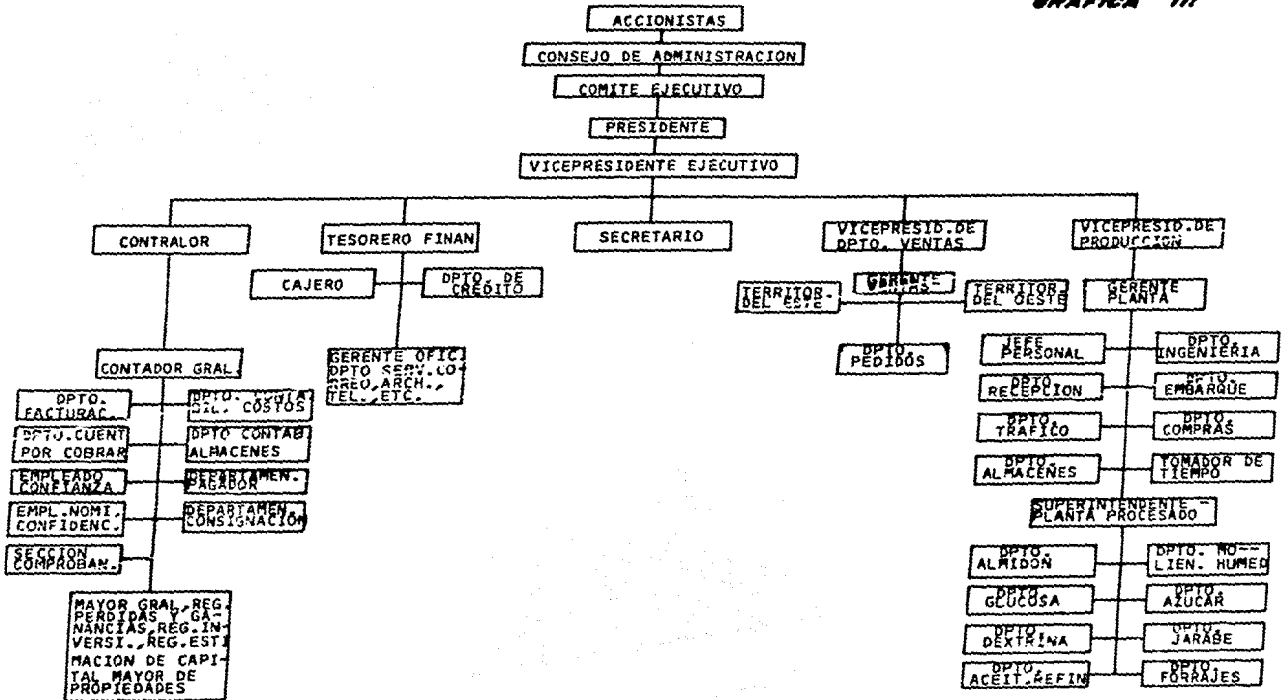 GRAFICA III
ACCIONISTAS
CONSEJO DE ADMINISTRACION
COMITE EJECUTIVO
PRESIDENTE
VICEPRESIDENTE EJECUTIVO
CONTRALOR
TESORERO FINAN
SECRETARIO
VICEPRESID.DE
DPTO. VENTAS
VICEPRESID.DE
PRODUCCION
CAJERO
DPTO. DE
CREDITO
TERRITOR.
DEL ESTE
GERENTE
TERRITOR.
DEL OESTE
GERENTE
PLANTA
CONTADOR GRAL.
GERENTE OFIC.
DPTO SERV.CO-
RREO,ARCH.,
TEL.,ETC.
DPTO.
PEDIDOS
JEFE
PERSONAL
DPTO.
INGENIERIA
DPTO.
RECEPCION
DPTO.
EMBARQUE
DPTO.
TRAFICO
DPTO.
COMPRAS
DPTO.
ALMACENES
TOMADOR DE
TIEMPO
DPTO.
FACTURAC.
DPTO. CONTA
BIL. COSTOS
DPTO.CUENT
POR COBRAR
DPTO CONTAB
ALMACENES
EMPLEADO
CONFIANZA
DEPARTAMEN.
PAGADOR
EMPL.NOMI.
CONFIDENC.
DEPARTAMEN.
CONSIGNACION
SECCION
COMPROBAN.
MAYOR GRAL,REG.
PERDIDAS Y GA-
NANCIAS,REG.IN-
VERSI.,REG.ESTI
MACION DE CAPI-
TAL MAYOR DE
PROPIEDADES
SUPERINTENDENTE -
PLANTA PROCESADO
DPTO.
ALMIDON
DPTO. MO--
LIEN. HUMED
DPTO.
GLUCOSA
DPTO.
AZUCAR
DPTO.
DEXTRINA
DPTO.
JARABE
DPTO.
ACEIT.REFIN
DPTO.
FORRAJES